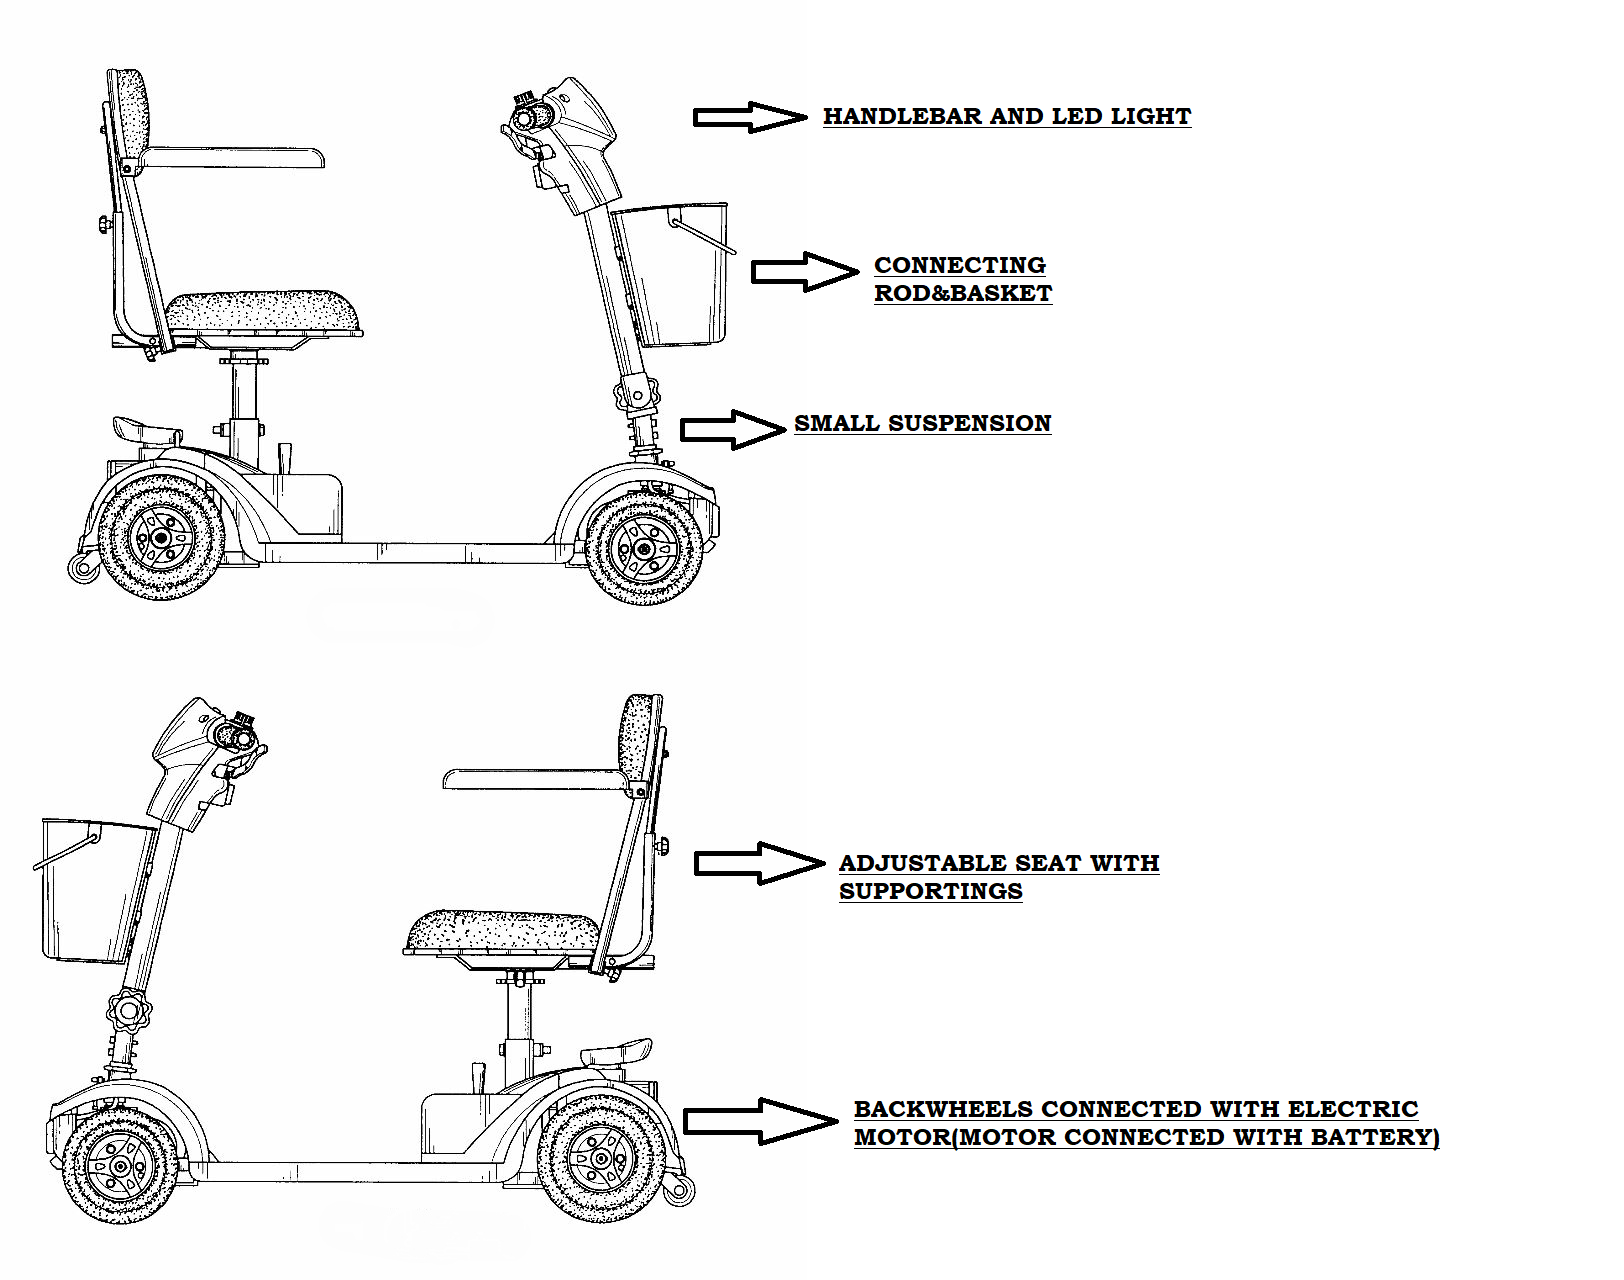 HANDLEBAR AND LED LIGHT
CONNECTING
ROD&BASKET
SMALL SUSPENSION
ADJUSTABLE SEAT WITH
SUPPORTINGS
BACKWHEELS CONNECTED WITH ELECTRIC
MOTOR(MOTOR CONNECTED WITH BATTERY)